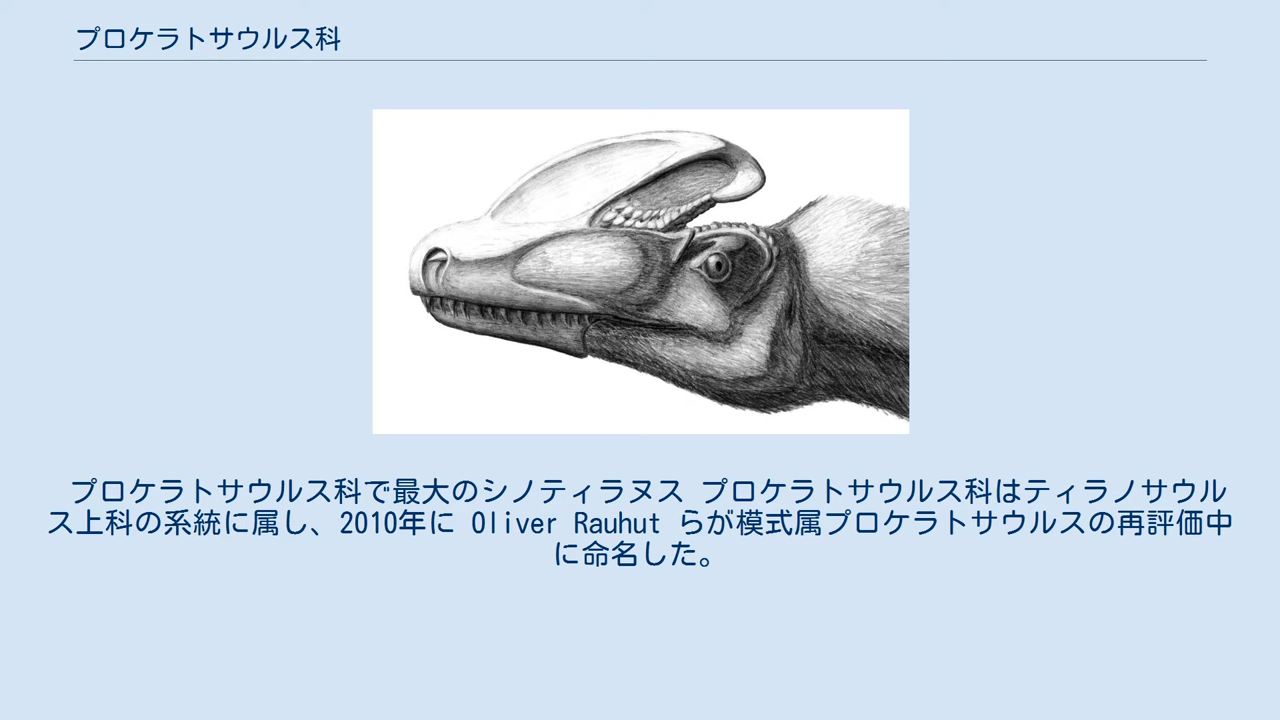 プロケラトサウルス科
プロケラトサウルス科で最大のシノティラヌス プロケラトサウルス科はティラノサウル
ス上科の系統に属し、2010年に Oliver Rauhut らが模式属プロケラトサウルスの再評価中
に命名した。